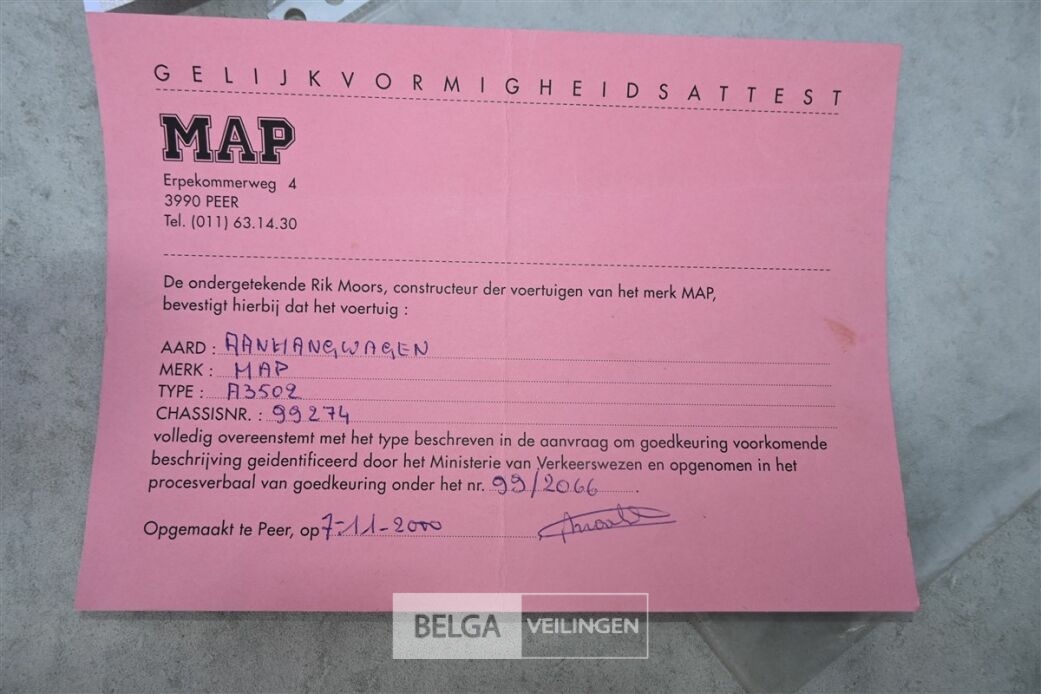 GELIJKVORMIGHEIDSATTEST
MAP
Erpekommerweg 4
3990 PEER
Tel. (011) 63.14.30
De ondergetekende Rik Moors, constructeur der voertuigen van het merk MAP,
bevestigt hierbij dat het voertuig :
AARD : AANHANGWAGEN
MERK : MAP
TYPE : A3502
CHASSISNR. : 99274
volledig overeenstemt met het type beschreven in de aanvraag om goedkeuring voorkomende
beschrijving geidentificeerd door het Ministerie van Verkeerswezen en opgenomen in het
procesverbaal van goedkeuring onder het nr. 99/2066.
Opgemaakt te Peer, op 7-11-2000
BELGA VEILINGEN